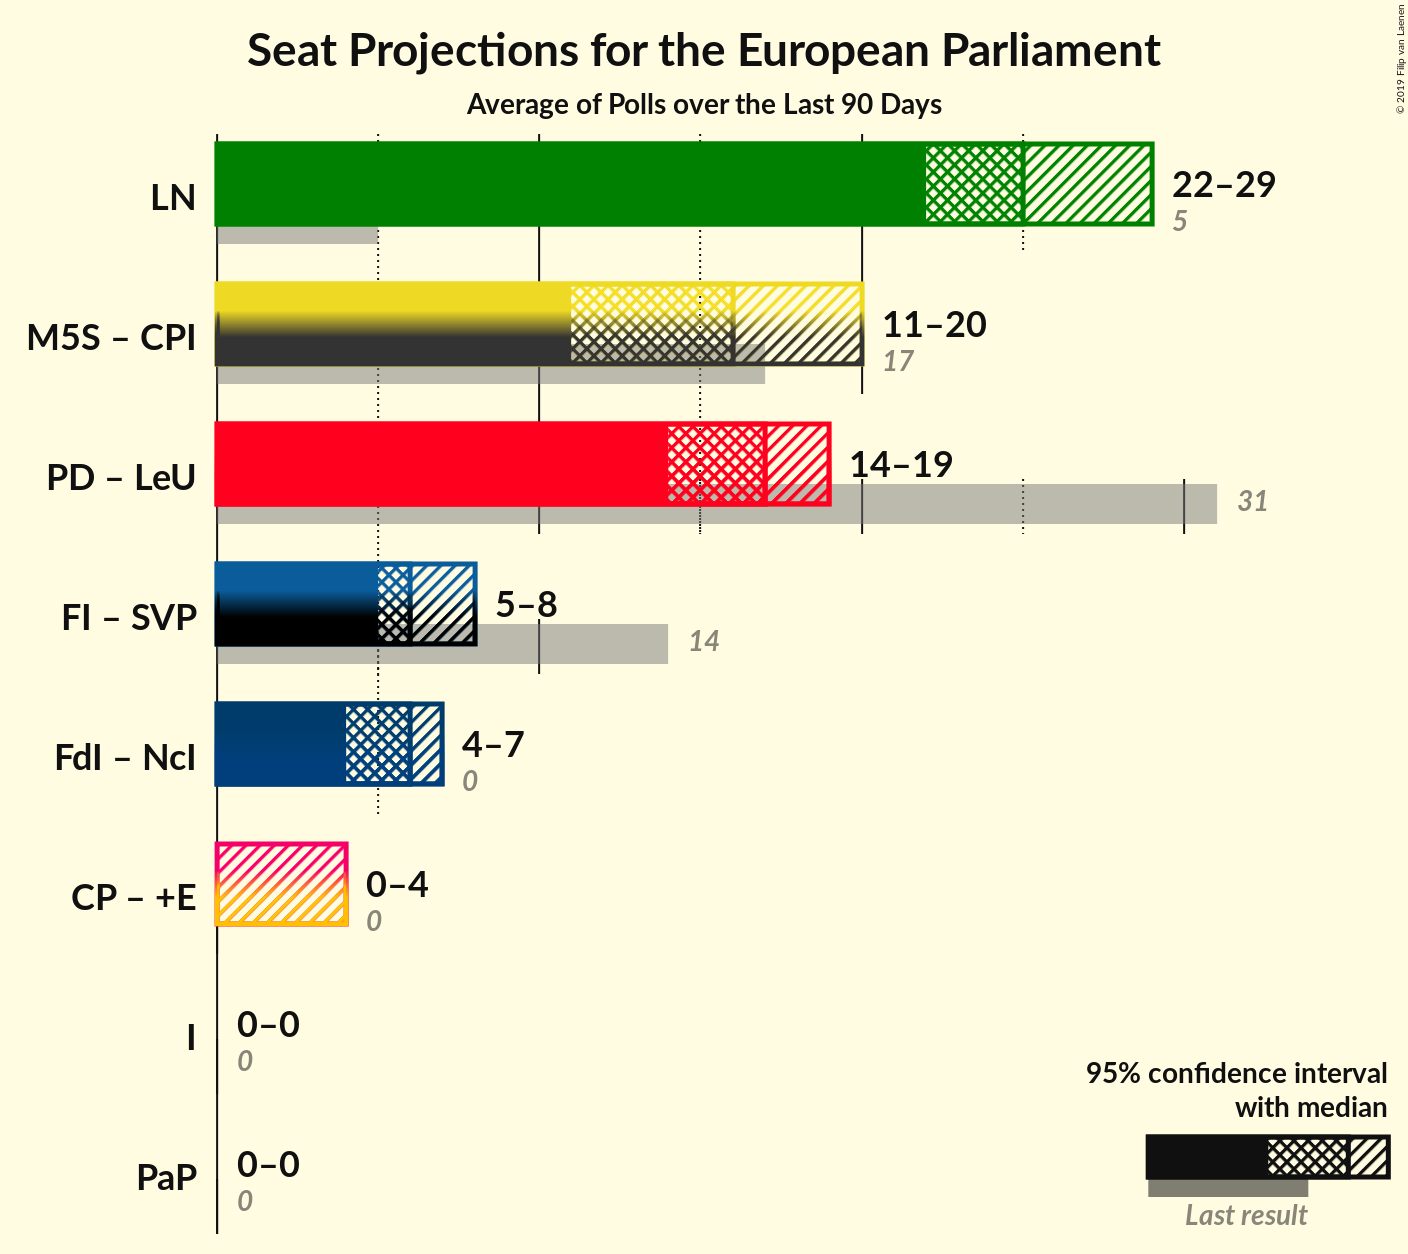 Seat Projections for the European Parliament
Average of Polls over the Last 90 Days
© 2019 Filip van Laenen
LN
22–29
5
M5S – CPI
11–20
17
PD – LeU
14–19
31
FI – SVP
5–8
14
FdI – NcI
4–7
0
CP – +E
0–4
0
I
0–0
0
PaP
0–0
0
95% confidence interval
with median
Last result